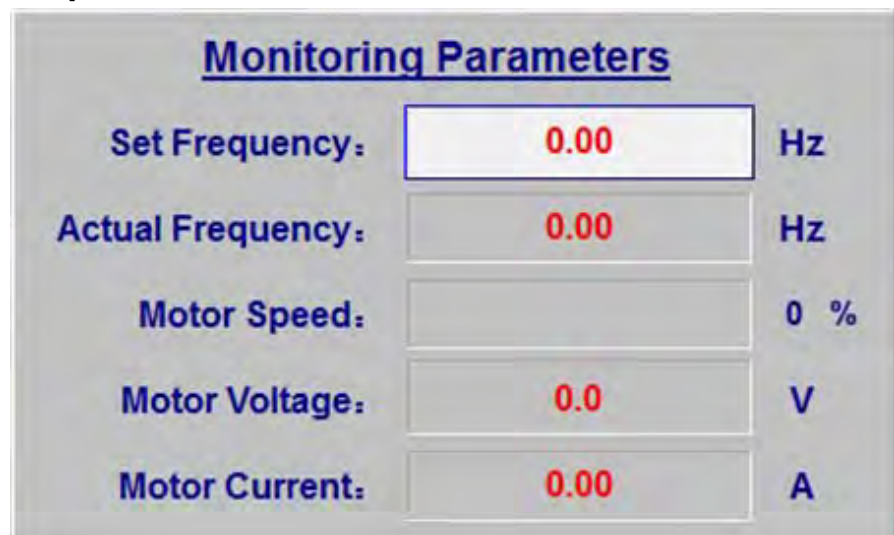 Monitoring Parameters
Set Frequency: 0.00 Hz
Actual Frequency: 0.00 Hz
Motor Speed: 0 %
Motor Voltage: 0.0 V
Motor Current: 0.00 A